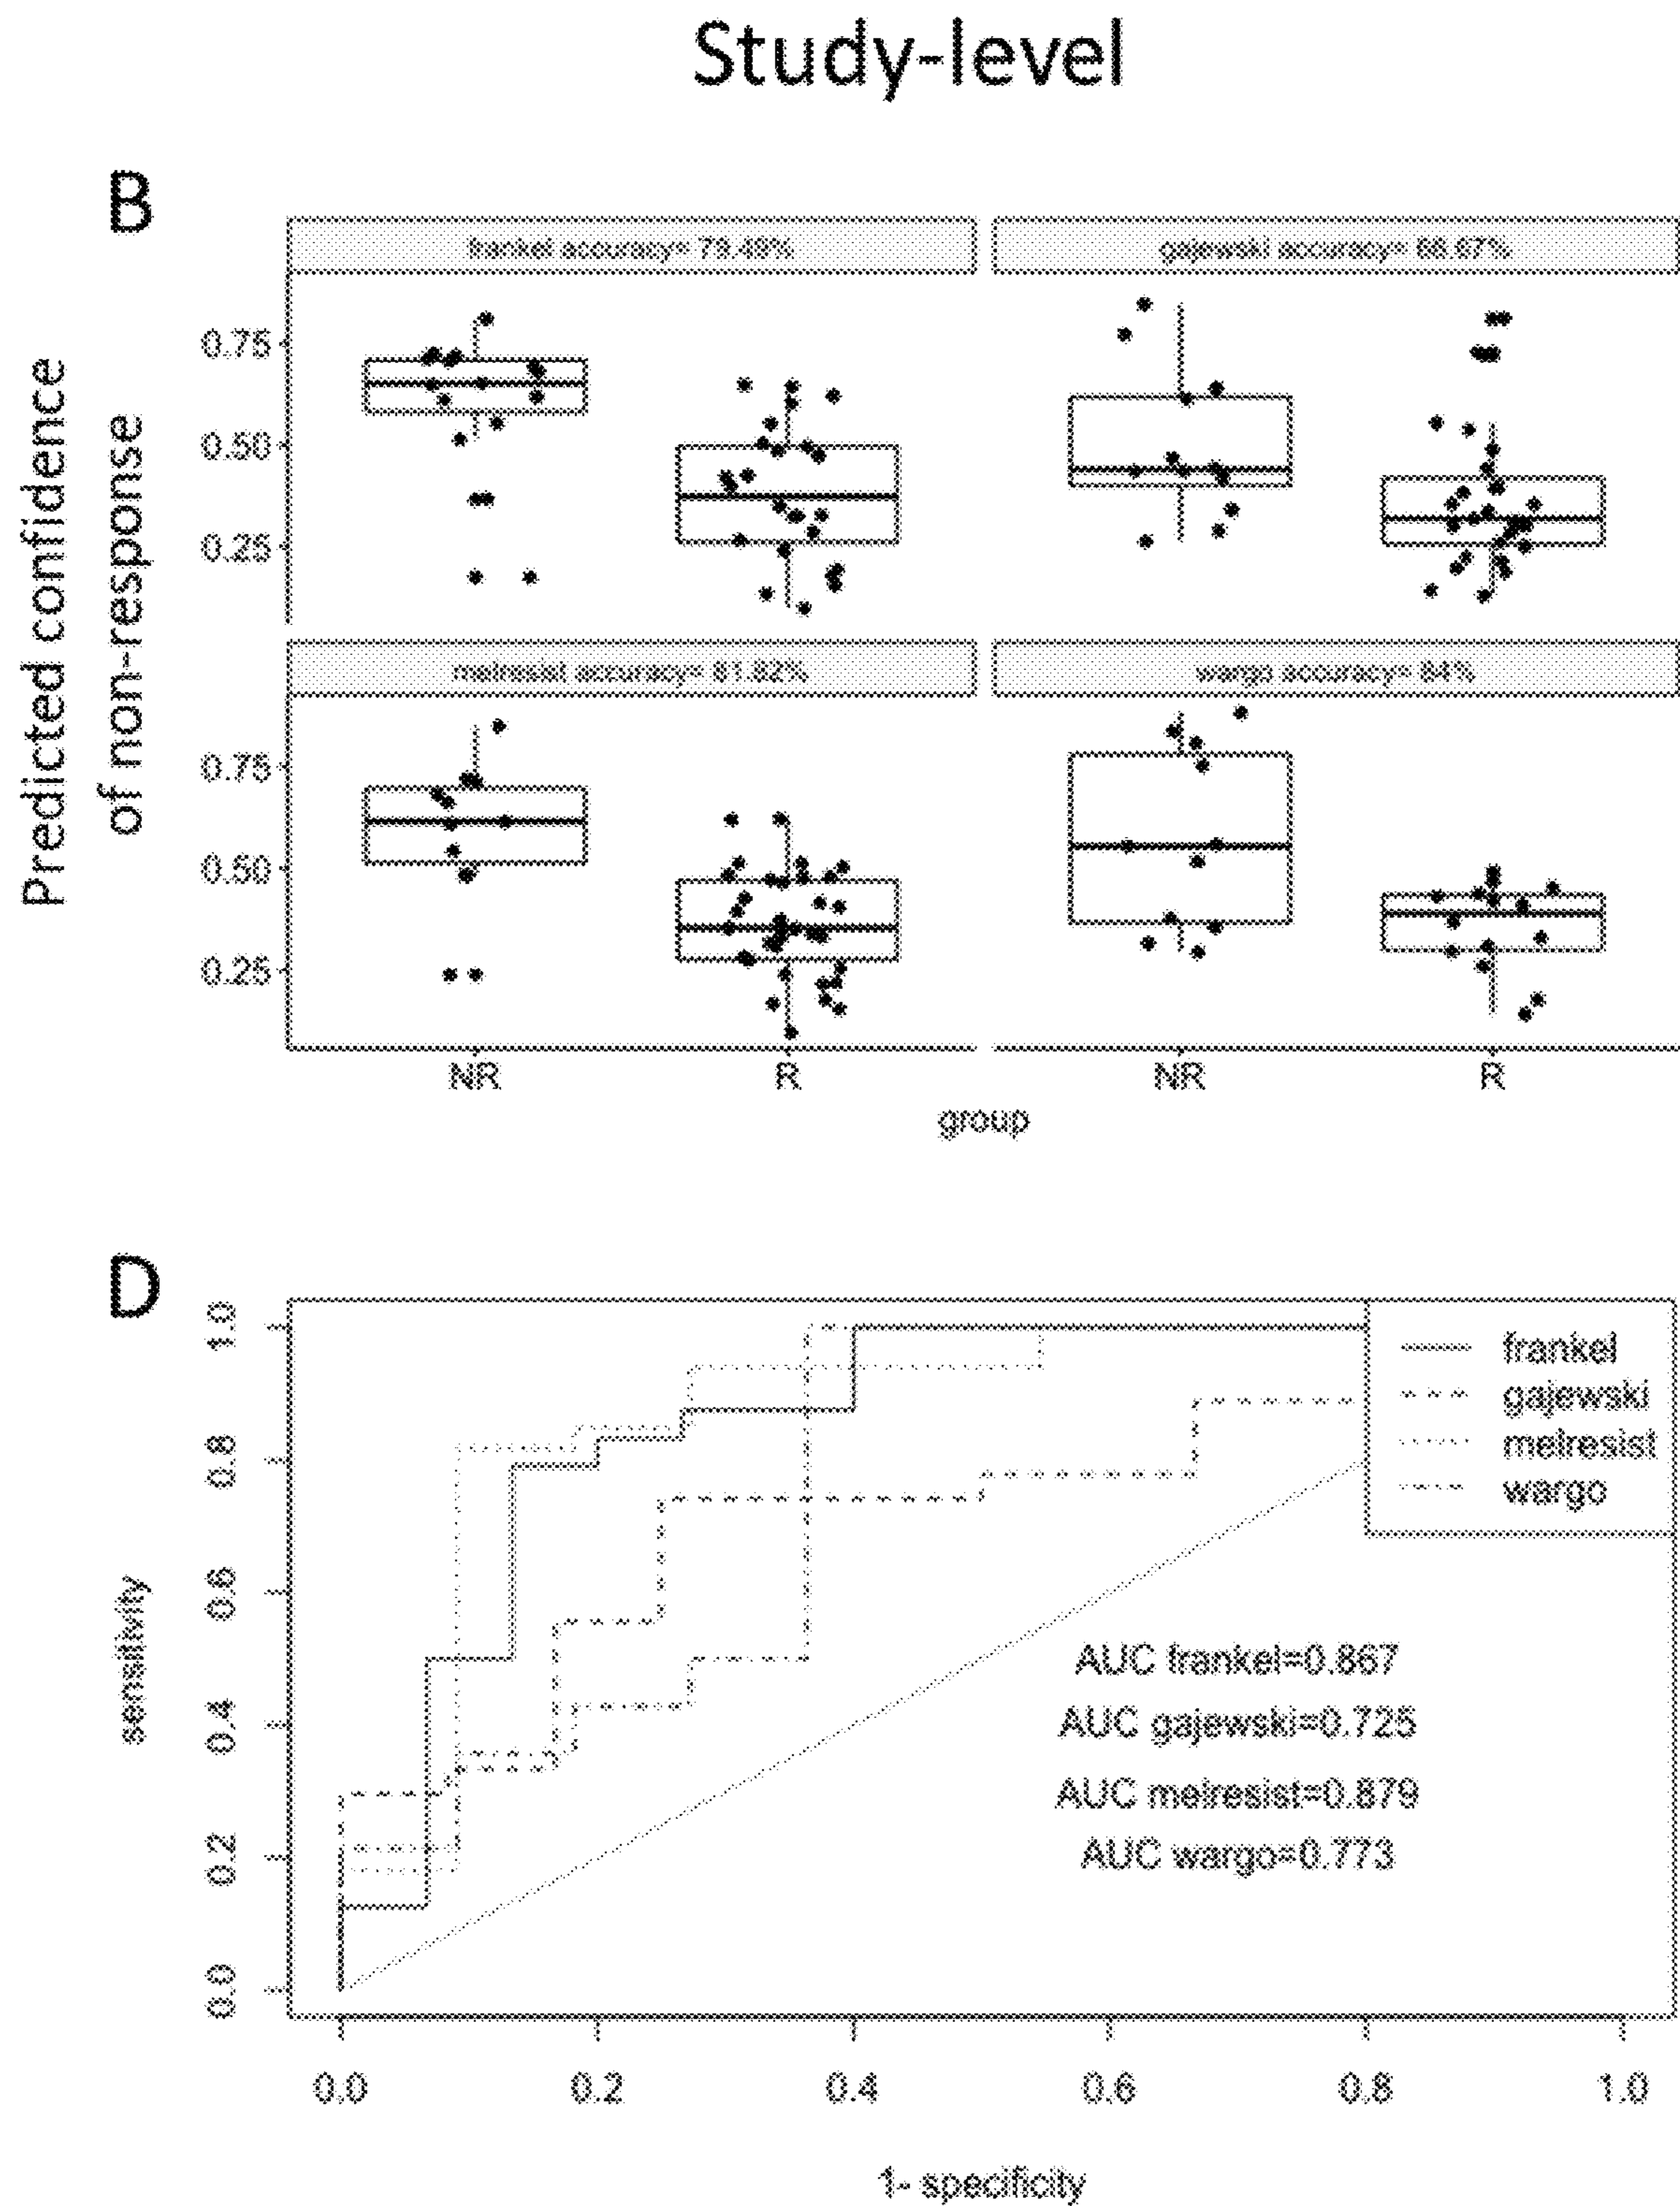 Study-level
B
frankel accuracy= 79.49%
gajewski accuracy= 66.67%
Predicted confidence
of non-response
0.75
0.50
0.25
melresist accuracy= 81.82%
wargo accuracy= 84%
0.75
0.50
0.25
NR
R
NR
R
group
D
sensitivity
1.0
0.8
0.6
0.4
0.2
0.0
frankel
gajewski
melresist
wargo
AUC frankel=0.867
AUC gajewski=0.725
AUC melresist=0.879
AUC wargo=0.773
0.0
0.2
0.4
0.6
0.8
1.0
1- specificity